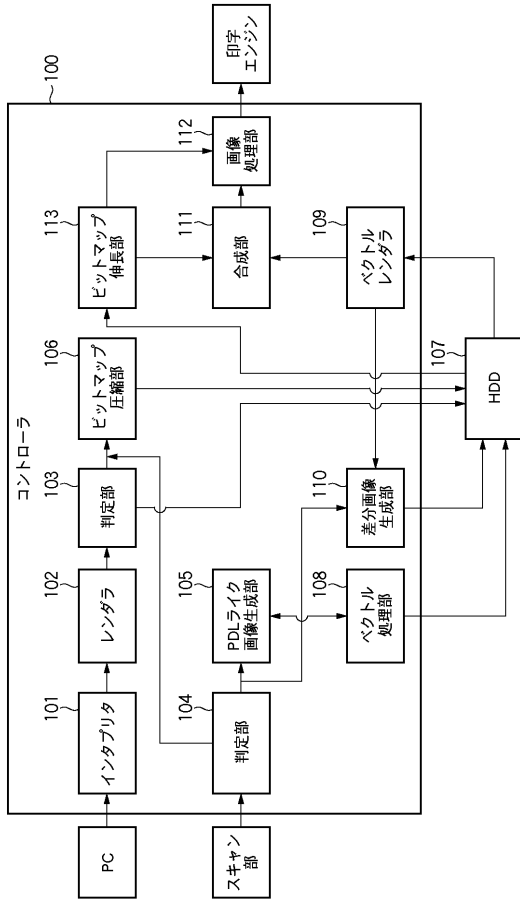 コントローラ
100
PC
101
インタプリタ
102
レンダラ
103
判定部
106
ビットマップ
圧縮部
113
ビットマップ
伸長部
スキャン
部
104
判定部
105
PDLライク
画像生成部
111
合成部
112
画像
処理部
印字
エンジン
108
ベクトル
処理部
110
差分画像
生成部
109
ベクトル
レンダラ
107
HDD